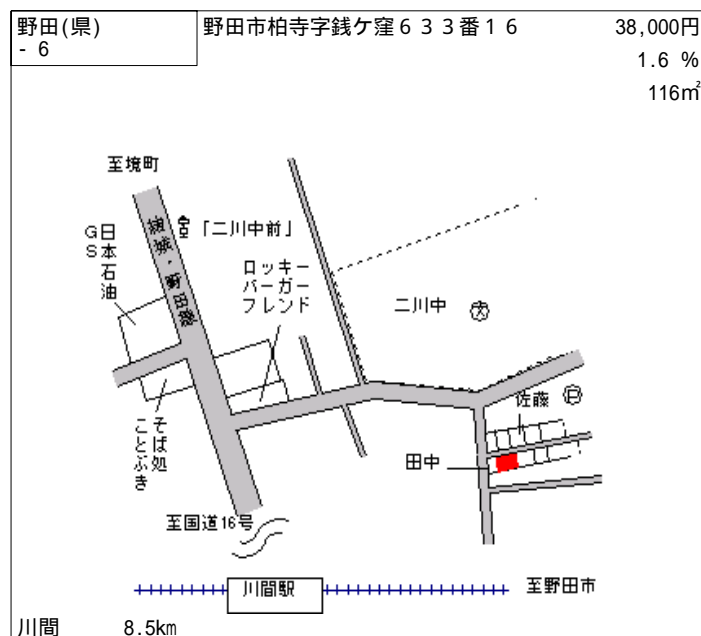 野田(県)
- 6
野田市柏寺字銭ケ窪６３３番１６
38,000円
1.6 %
116㎡
至境町
結城・野田線
「二川中前」
日本石油
GS
ロッキー
バーガー
フレンド
二川中
文
佐藤
田中
そば処
ことぶき
至国道16号
川間駅
至野田市
川間 8.5km